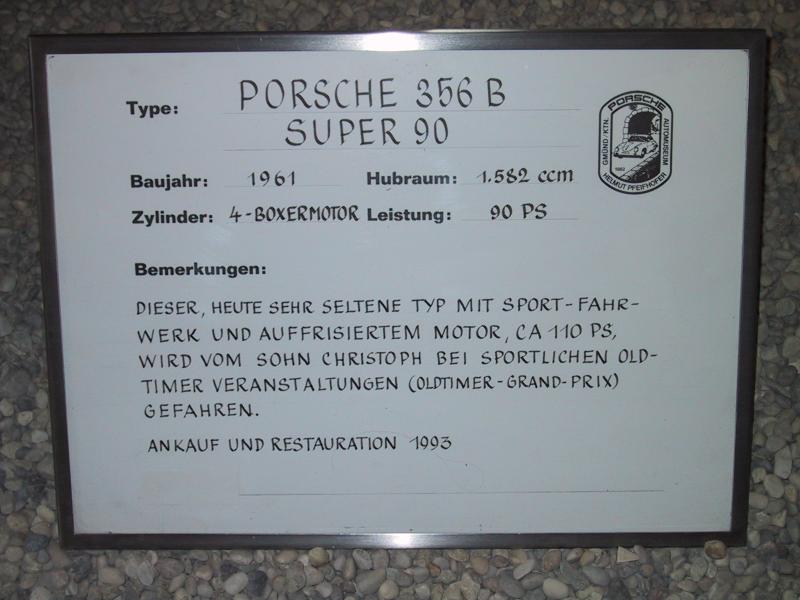 Type: PORSCHE 356 B
SUPER 90
PORSCHE
AUTOMUSEUM
HELMUT PFEIFHOFER
GMÜND/KTN.
1982
Baujahr: 1961 Hubraum: 1.582 ccm
Zylinder: 4-BOXERMOTOR Leistung: 90 PS
Bemerkungen:
DIESER, HEUTE SEHR SELTENE TYP MIT SPORT-FAHR-
WERK UND AUFFRISIERTEM MOTOR, CA 110 PS,
WIRD VOM SOHN CHRISTOPH BEI SPORTLICHEN OLD-
TIMER VERANSTALTUNGEN (OLDTIMER-GRAND-PRIX)
GEFAHREN.
ANKAUF UND RESTAURATION 1993